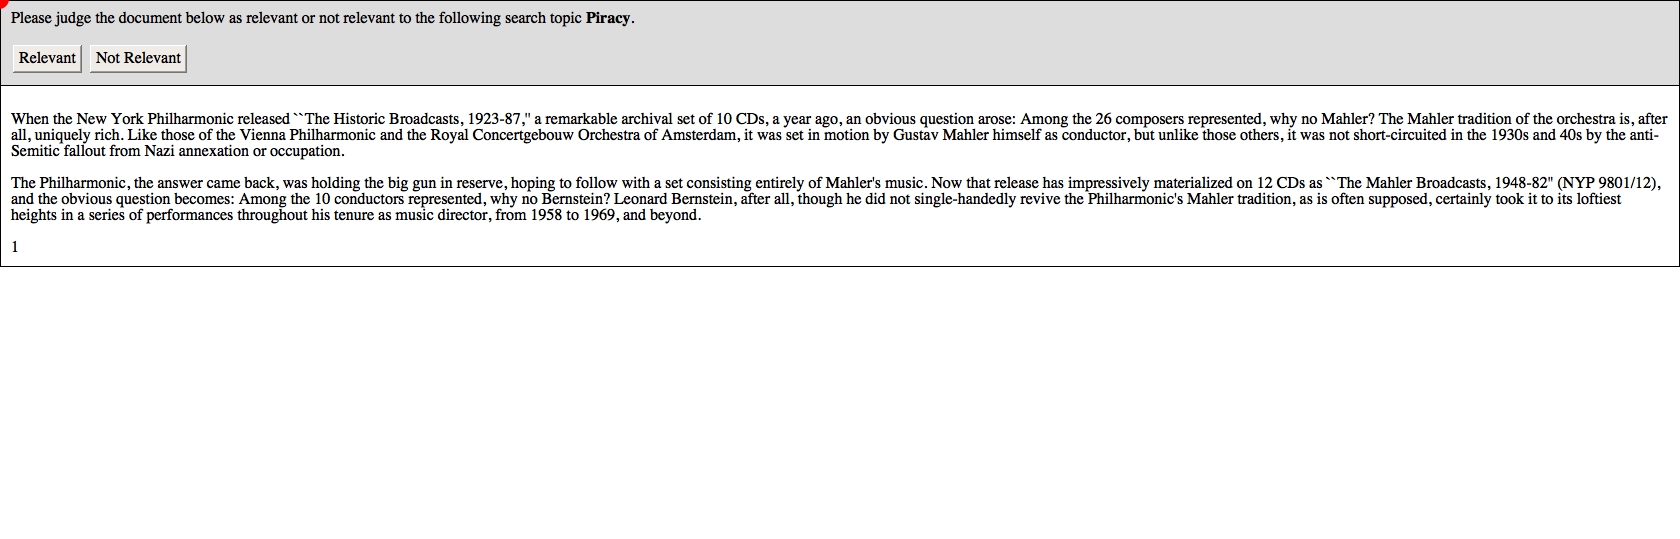 Please judge the document below as relevant or not relevant to the following search topic Piracy.
Relevant Not Relevant
When the New York Philharmonic released ``The Historic Broadcasts, 1923-87,'' a remarkable archival set of 10 CDs, a year ago, an obvious question arose: Among the 26 composers represented, why no Mahler? The Mahler tradition of the orchestra is, after
all, uniquely rich. Like those of the Vienna Philharmonic and the Royal Concertgebouw Orchestra of Amsterdam, it was set in motion by Gustav Mahler himself as conductor, but unlike those others, it was not short-circuited in the 1930s and 40s by the anti-
Semitic fallout from Nazi annexation or occupation.
The Philharmonic, the answer came back, was holding the big gun in reserve, hoping to follow with a set consisting entirely of Mahler's music. Now that release has impressively materialized on 12 CDs as ``The Mahler Broadcasts, 1948-82'' (NYP 9801/12),
and the obvious question becomes: Among the 10 conductors represented, why no Bernstein? Leonard Bernstein, after all, though he did not single-handedly revive the Philharmonic's Mahler tradition, as is often supposed, certainly took it to its loftiest
heights in a series of performances throughout his tenure as music director, from 1958 to 1969, and beyond.
1